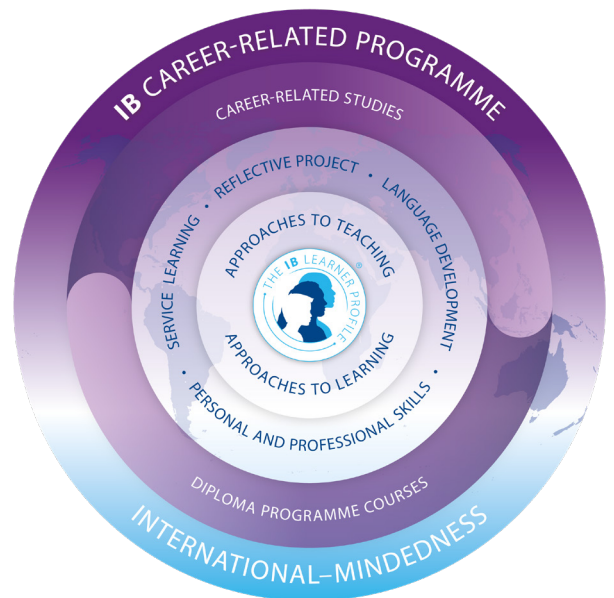 IB CAREER-RELATED PROGRAMME
CAREER-RELATED STUDIES
SERVICE LEARNING • REFLECTIVE PROJECT • LANGUAGE DEVELOPMENT •
APPROACHES TO TEACHING
THE IB LEARNER PROFILE ®
APPROACHES TO LEARNING
• PERSONAL AND PROFESSIONAL SKILLS
DIPLOMA PROGRAMME COURSES
INTERNATIONAL–MINDEDNESS